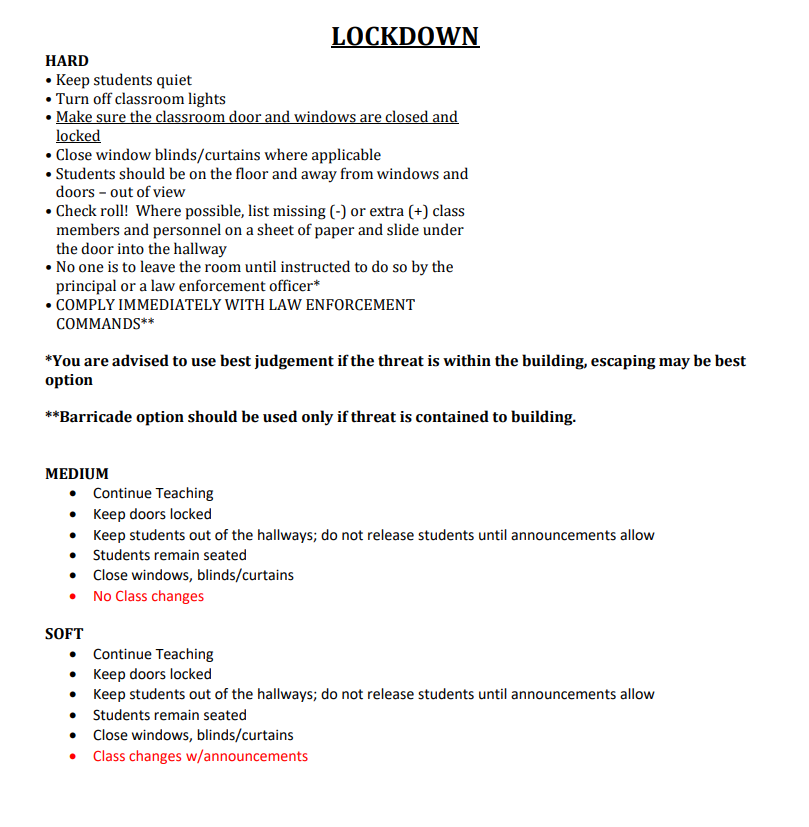 LOCKDOWN
HARD
• Keep students quiet
• Turn off classroom lights
• Make sure the classroom door and windows are closed and
locked
• Close window blinds/curtains where applicable
• Students should be on the floor and away from windows and
doors – out of view
• Check roll!  Where possible, list missing (-) or extra (+) class
members and personnel on a sheet of paper and slide under
the door into the hallway
• No one is to leave the room until instructed to do so by the
principal or a law enforcement officer*
• COMPLY IMMEDIATELY WITH LAW ENFORCEMENT
COMMANDS**
*You are advised to use best judgement if the threat is within the building, escaping may be best
option
**Barricade option should be used only if threat is contained to building.
MEDIUM
• Continue Teaching
• Keep doors locked
• Keep students out of the hallways; do not release students until announcements allow
• Students remain seated
• Close windows, blinds/curtains
• No Class changes
SOFT
• Continue Teaching
• Keep doors locked
• Keep students out of the hallways; do not release students until announcements allow
• Students remain seated
• Close windows, blinds/curtains
• Class changes w/announcements